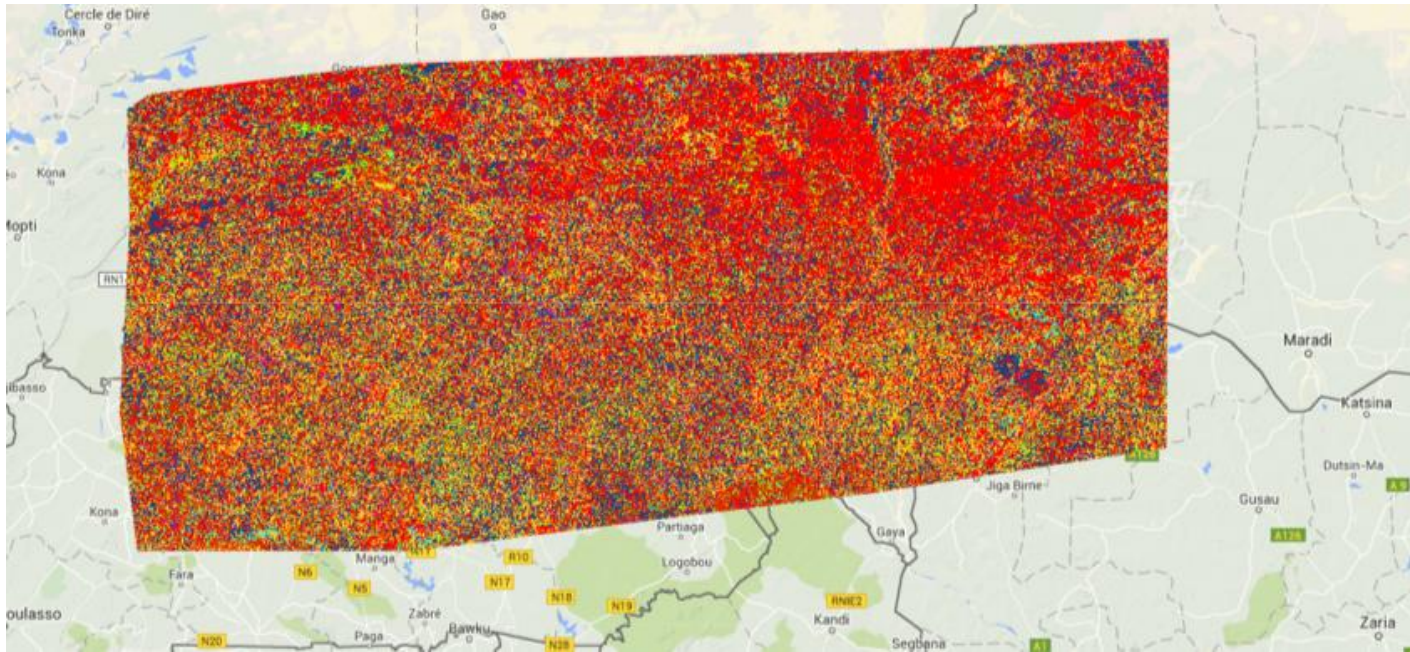 Cercle de Diré
Gao
Tonka
Kona
Mopti
RN1
Maradi
Katsina
Dutsin-Ma
A 9
Jiga Birne
Gusau
Kona
Partiaga
Gaya
A126
Manga
N17
R10
Logobou
Fara
N6
N5
N17
N18
N19
RNIE2
oulasso
Zabré
Kandi
Zaria
N20
Paga
Bawku
N28
Segbana
A1